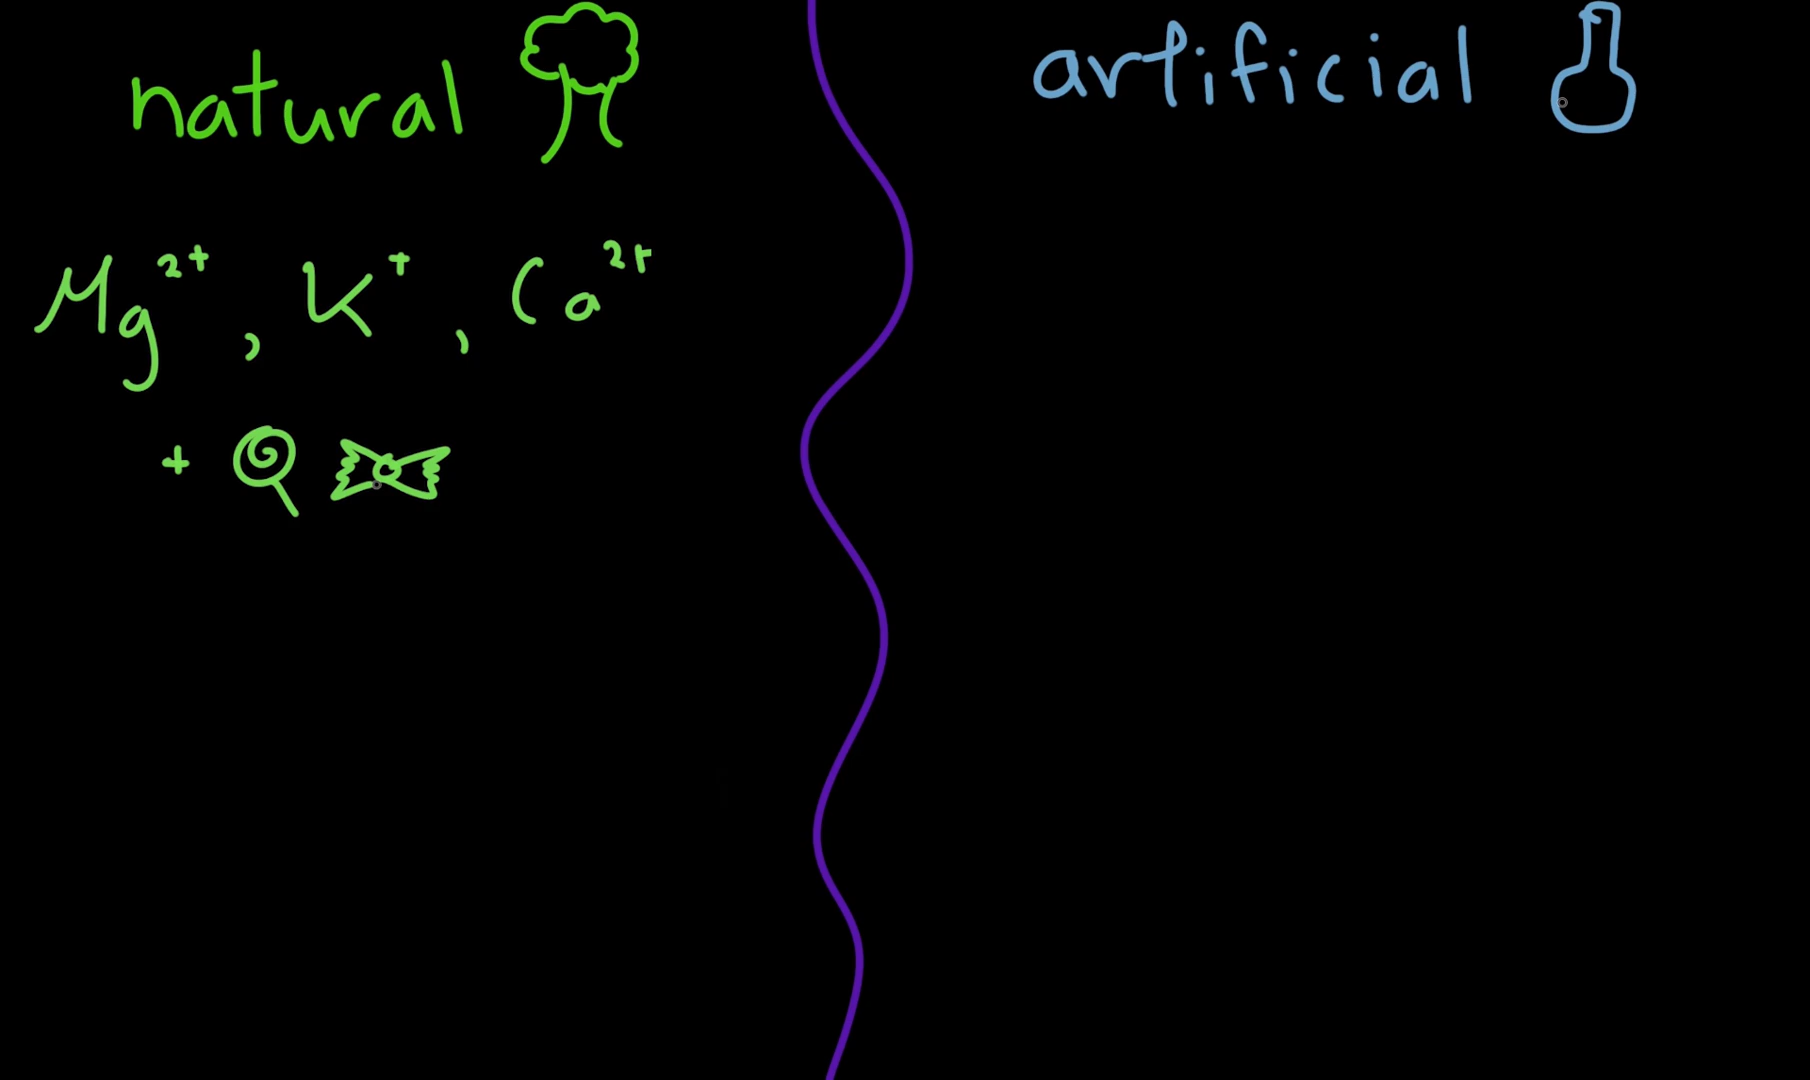 natural
artificial
Mg²⁺, K⁺, Ca²⁺
+